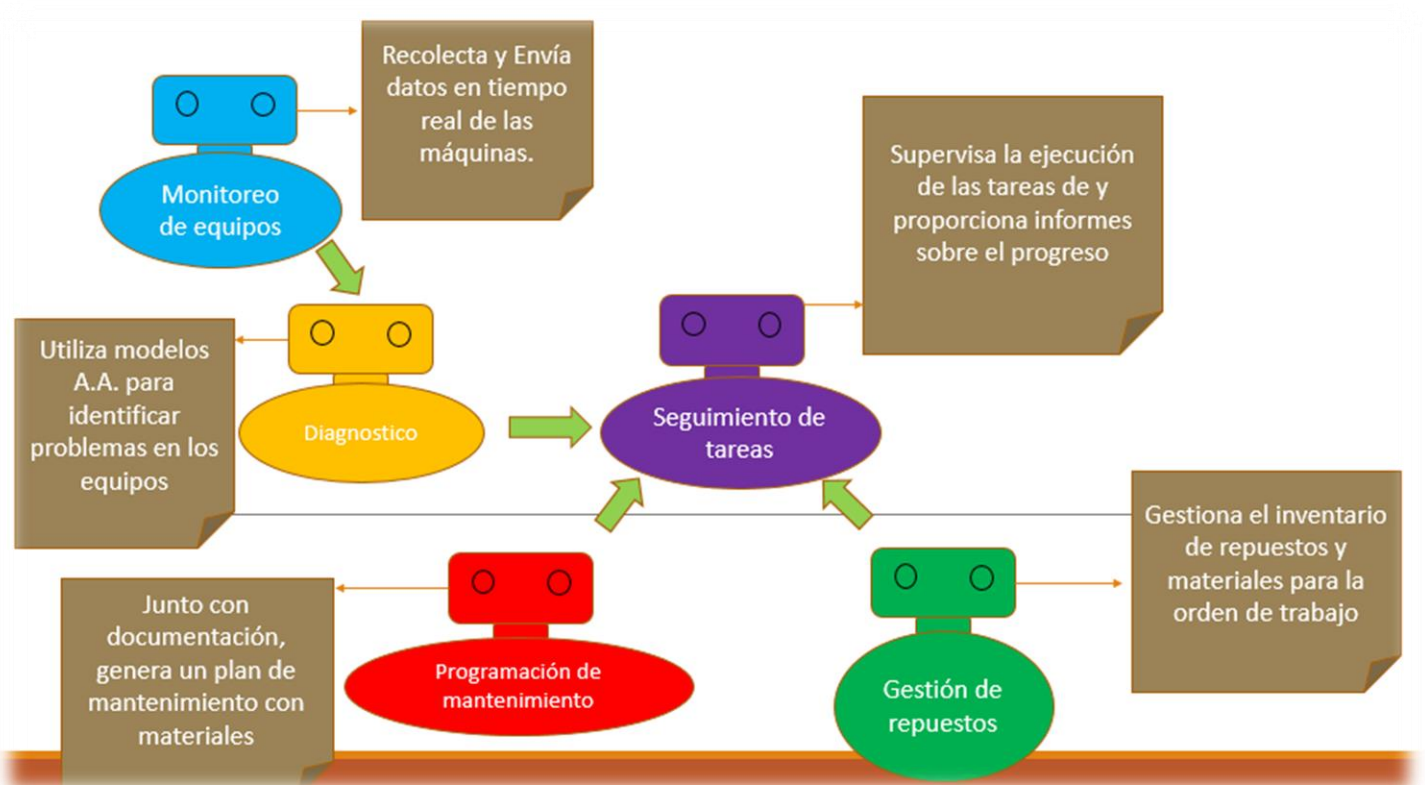 Recolecta y Envía
datos en tiempo
real de las
máquinas.
Monitoreo
de equipos
Supervisa la ejecución
de las tareas de y
proporciona informes
sobre el progreso
Utiliza modelos
A.A. para
identificar
problemas en los
equipos
Diagnostico
Seguimiento de
tareas
Gestiona el inventario
de repuestos y
materiales para la
orden de trabajo
Junto con
documentación,
genera un plan de
mantenimiento con
materiales
Programación de
mantenimiento
Gestión de
repuestos